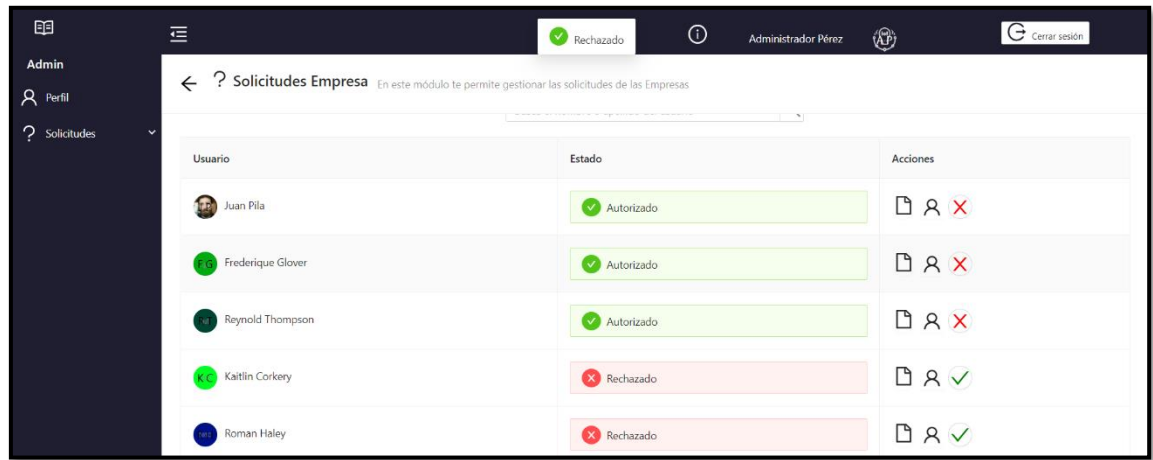 Rechazado
Administrador Pérez
Cerrar sesión
Admin
Perfil
Solicitudes
Solicitudes Empresa En este módulo te permite gestionar las solicitudes de las Empresas
Usuario Estado Acciones
Juan Pila Autorizado
FG Frederique Glover Autorizado
Reynold Thompson Autorizado
KC Kaitlin Corkery Rechazado
Roman Haley Rechazado